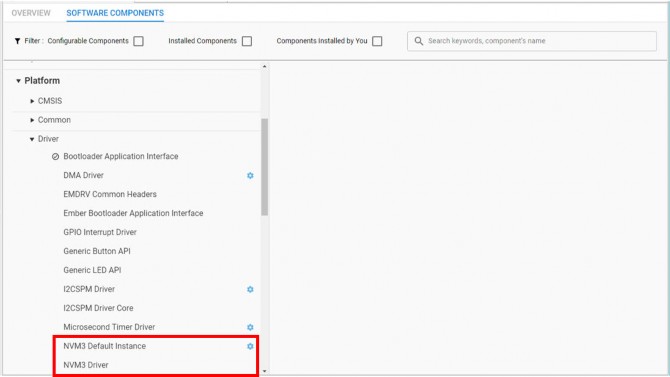 OVERVIEW SOFTWARE COMPONENTS
Filter : Configurable Components Installed Components Components Installed by You Search keywords, component's name
Platform
CMSIS
Common
Driver
Bootloader Application Interface
DMA Driver
EMDRV Common Headers
Ember Bootloader Application Interface
GPIO Interrupt Driver
Generic Button API
Generic LED API
I2CSPM Driver
I2CSPM Driver Core
Microsecond Timer Driver
NVM3 Default Instance
NVM3 Driver